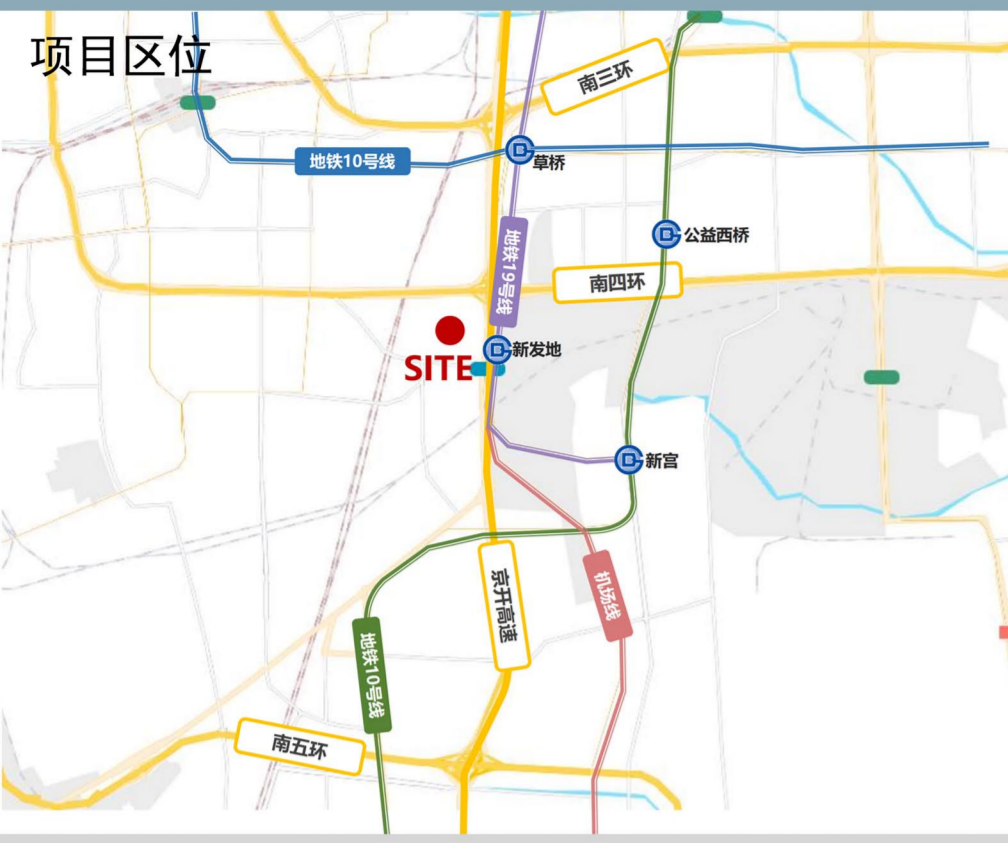 项目区位
南三环
地铁10号线
草桥
地铁19号线
公益西桥
南四环
SITE
新发地
新宫
京开高速
机场线
地铁10号线
南五环